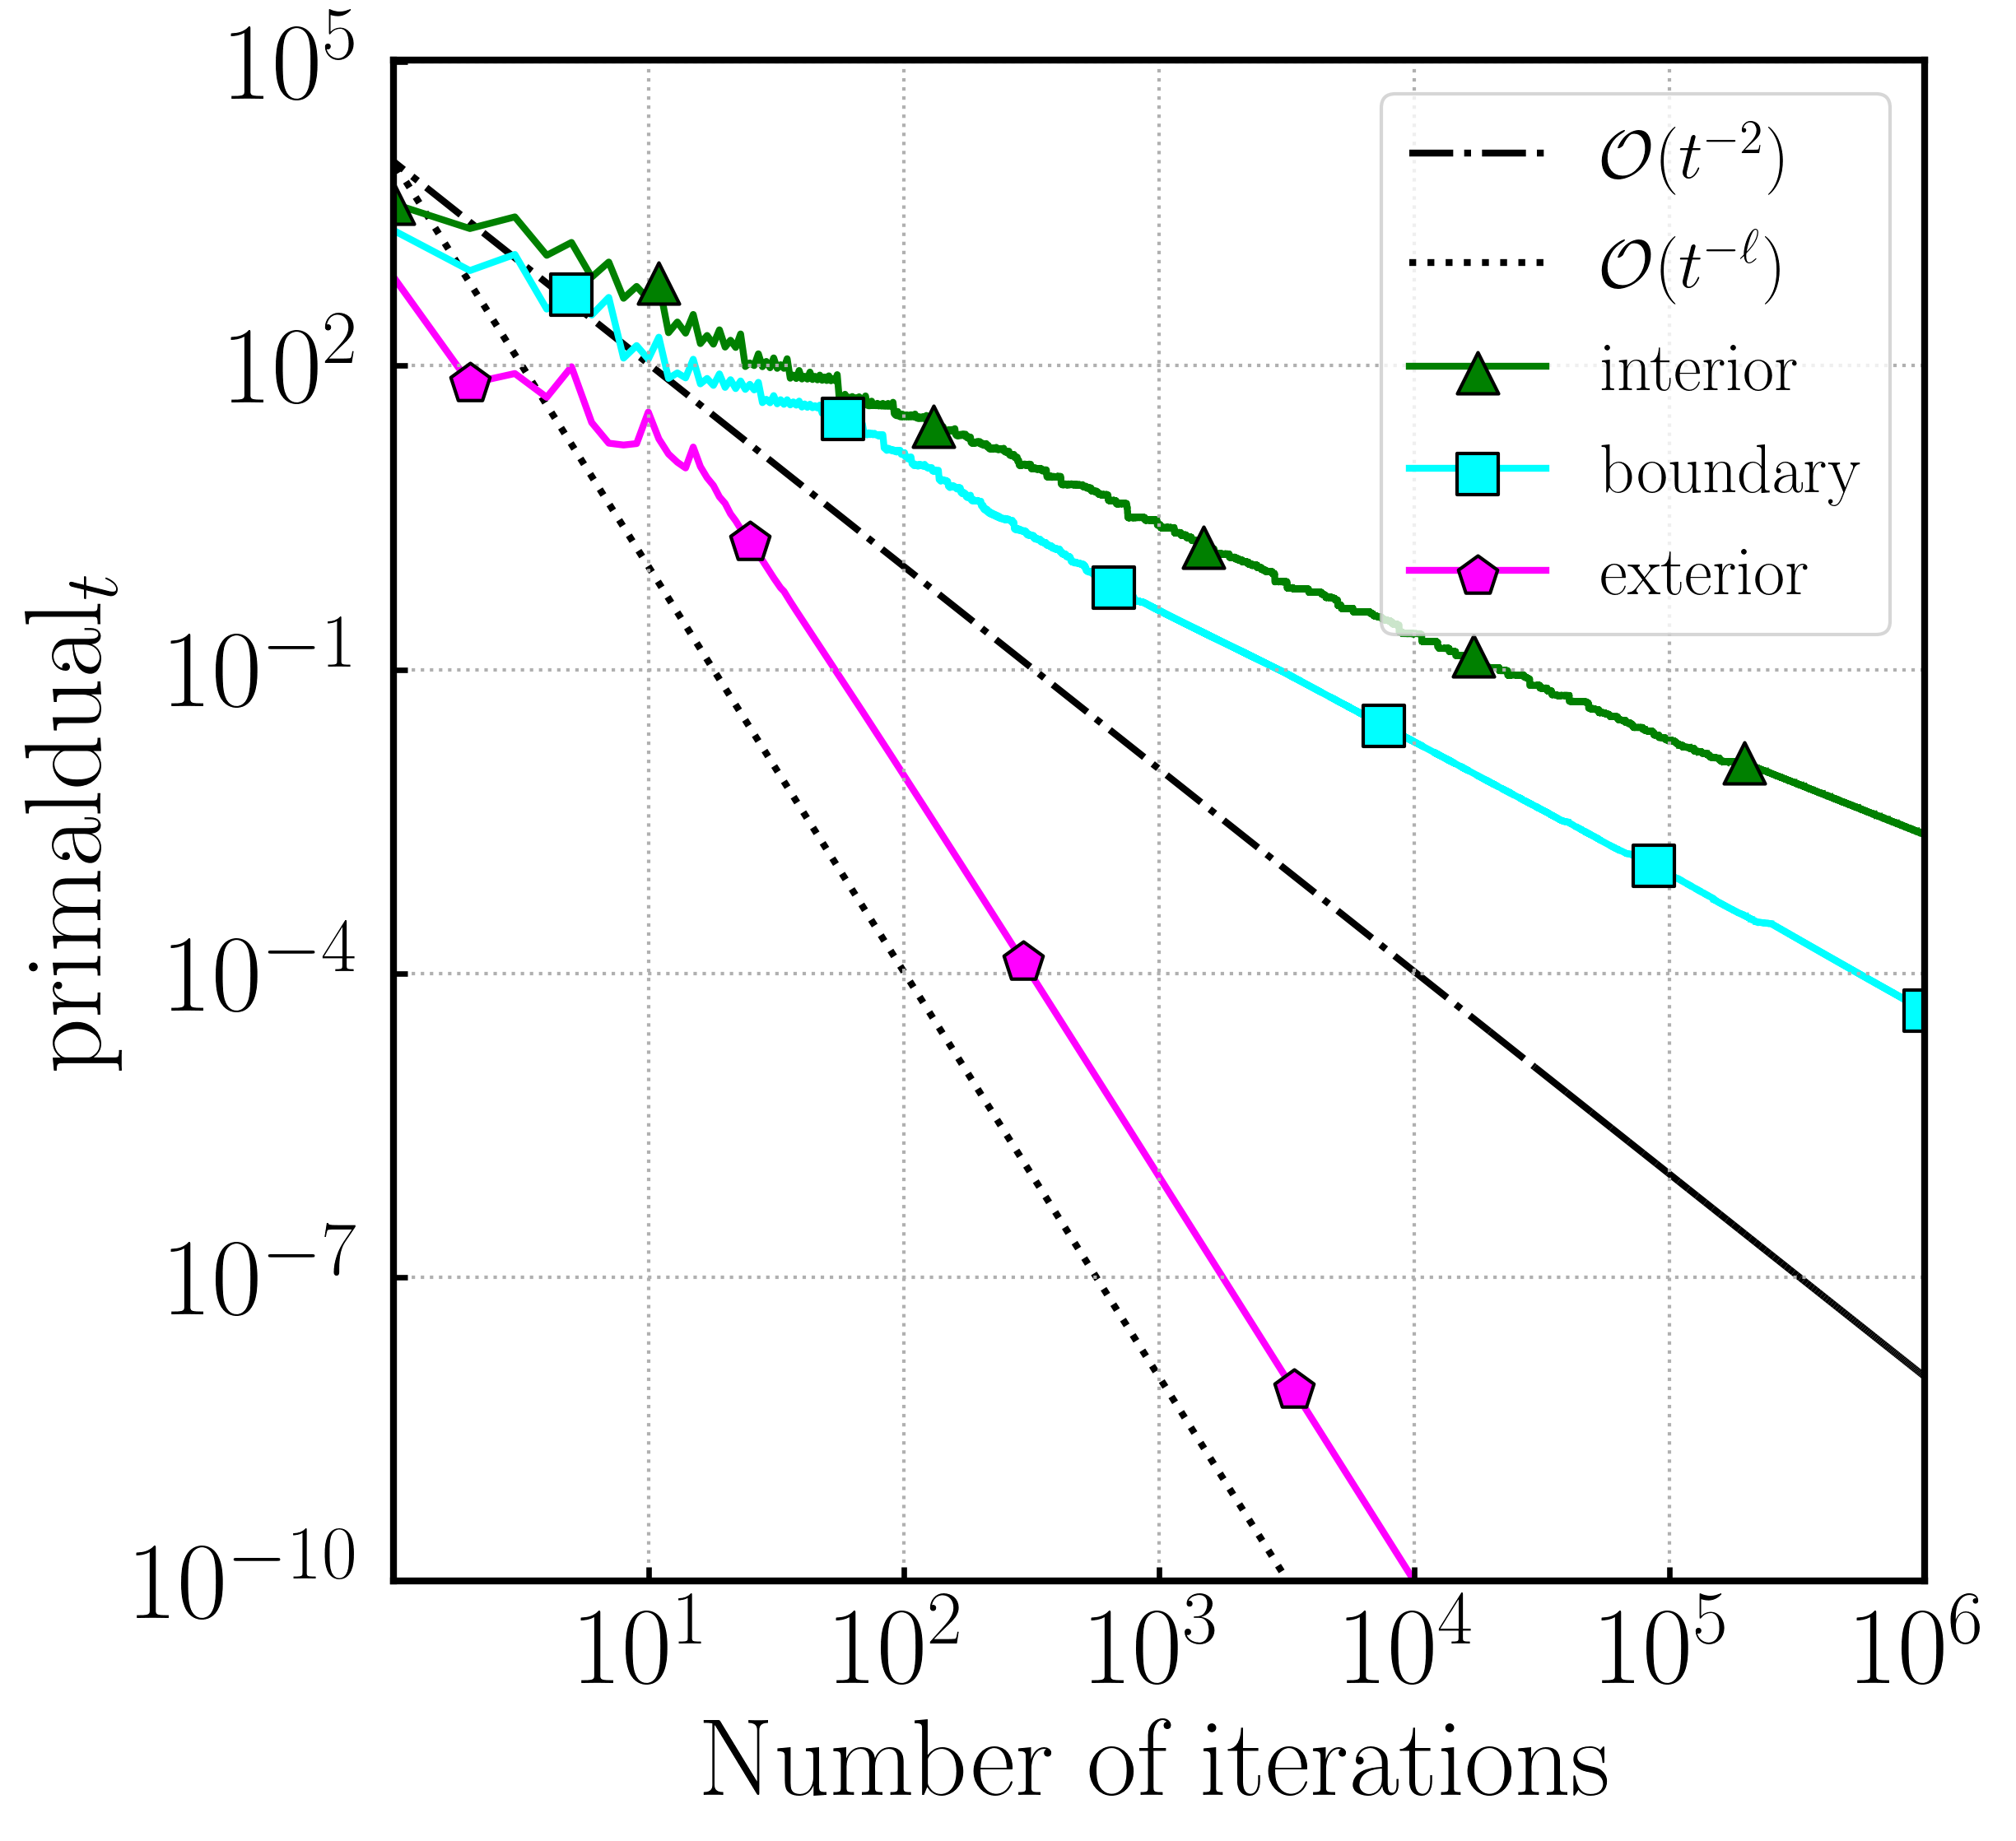 10^5
10^2
10^{-1}
10^{-4}
10^{-7}
10^{-10}
primaldual_t
𝒪(t^{-2})
𝒪(t^{-ℓ})
interior
boundary
exterior
10^1 10^2 10^3 10^4 10^5 10^6
Number of iterations